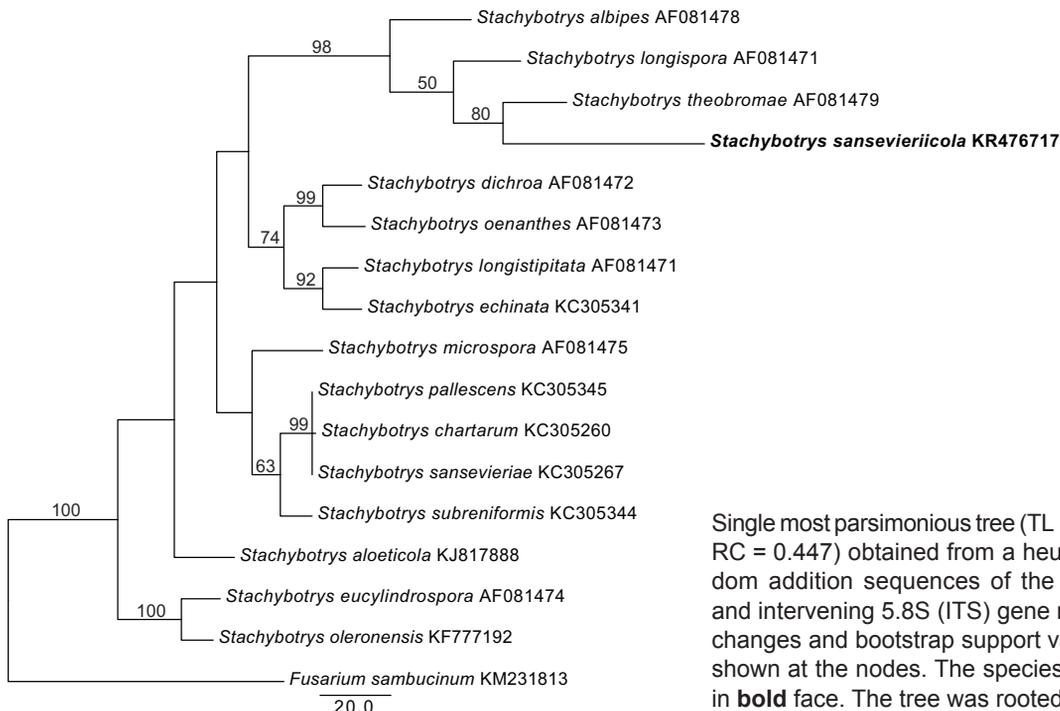 Stachybotrys albipes AF081478
98
Stachybotrys longispora AF081471
50
Stachybotrys theobromae AF081479
80
Stachybotrys sansevieriicola KR476717
Stachybotrys dichroa AF081472
99
Stachybotrys oenanthes AF081473
74
Stachybotrys longistipitata AF081471
92
Stachybotrys echinata KC305341
Stachybotrys microspora AF081475
Stachybotrys pallescens KC305345
99
Stachybotrys chartarum KC305260
63
Stachybotrys sansevieriae KC305267
Stachybotrys subreniformis KC305344
100
Stachybotrys aloeticola KJ817888
Stachybotrys eucylindrospora AF081474
100
Stachybotrys oleronensis KF777192
Fusarium sambucinum KM231813
20.0
Single most parsimonious tree (TL
RC = 0.447) obtained from a heu
dom addition sequences of the
and intervening 5.8S (ITS) gene r
changes and bootstrap support va
shown at the nodes. The species
in bold face. The tree was rooted